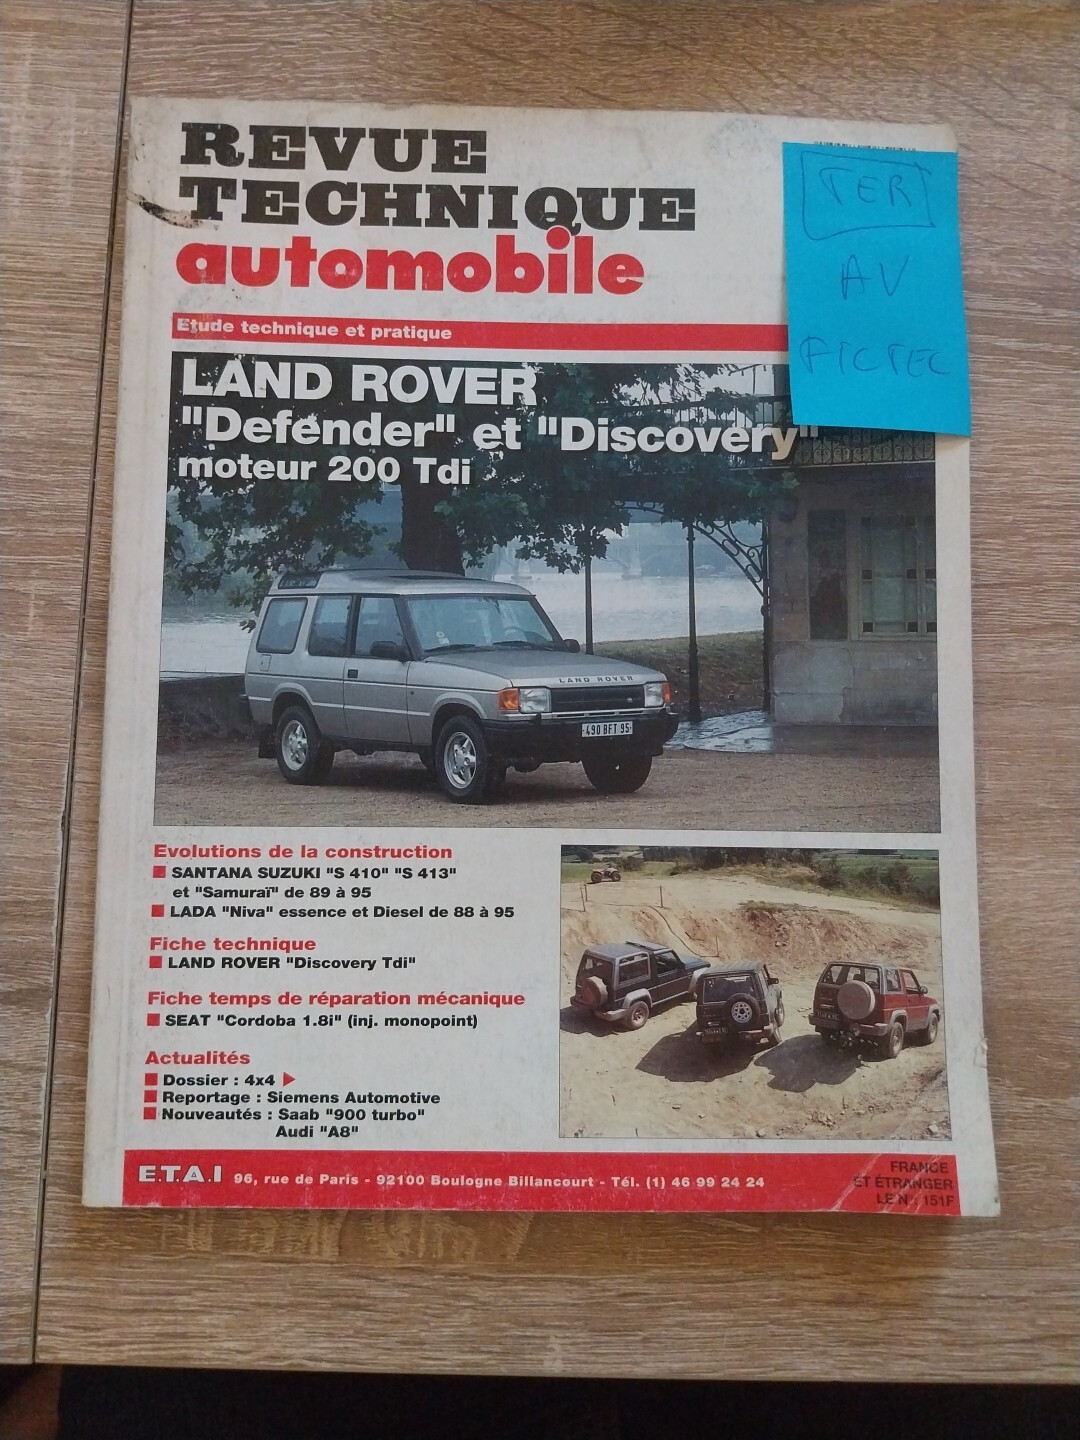 REVUE
TECHNIQUE
automobile
TER
AV
Etude technique et pratique
LAND ROVER
"Defender" et "Discovery"
moteur 200 Tdi
LAND ROVER
490 BFT 95
Evolutions de la construction
SANTANA SUZUKI "S 410" "S 413"
et "Samuraï" de 89 à 95
LADA "Niva" essence et Diesel de 88 à 95
Fiche technique
LAND ROVER "Discovery Tdi"
Fiche temps de réparation mécanique
SEAT "Cordoba 1.8i" (inj. monopoint)
Actualités
Dossier : 4x4
Reportage : Siemens Automotive
Nouveautés : Saab "900 turbo"
Audi "A8"
E.T.A.I 96, rue de Paris - 92100 Boulogne Billancourt - Tél. (1) 46 99 24 24
FRANCE
ET ÉTRANGER
LE N° : 151F